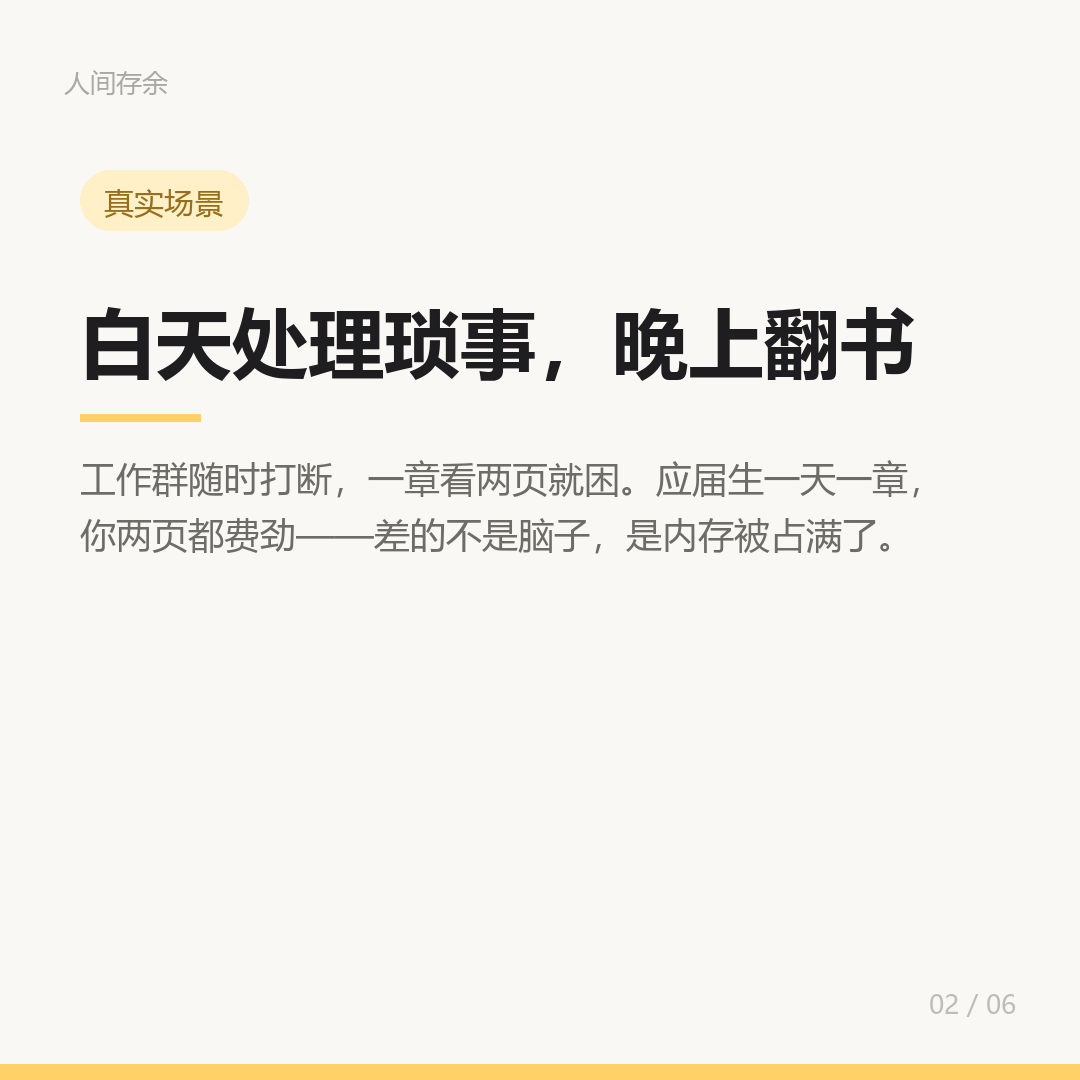 人间存余
真实场景
白天处理琐事，晚上翻书
工作群随时打断，一章看两页就困。应届生一天一章，
你两页都费劲——差的不是脑子，是内存被占满了。
02 / 06